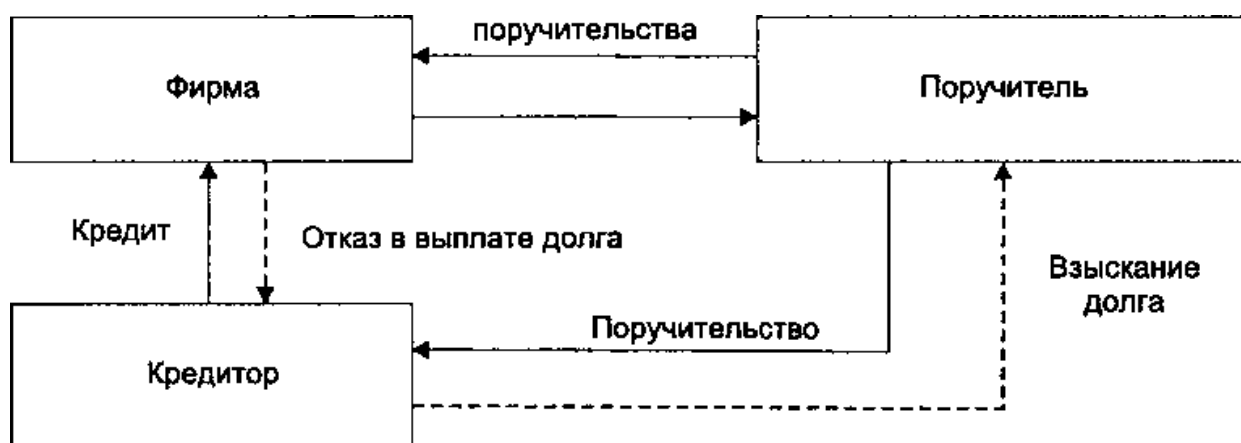 поручительства
Фирма
Поручитель
Кредит
Отказ в выплате долга
Взыскание
долга
Поручительство
Кредитор